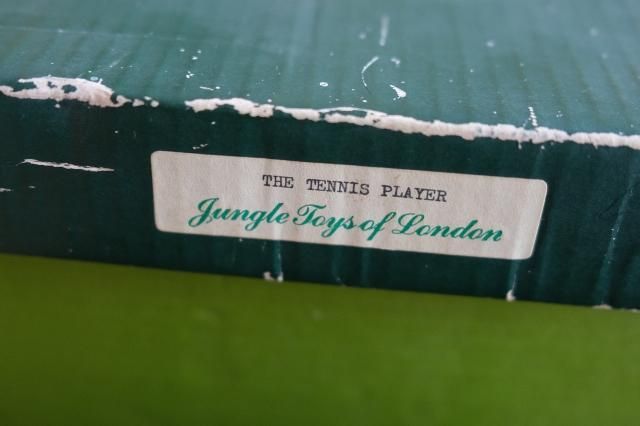 THE TENNIS PLAYER
Jungle Toys of London